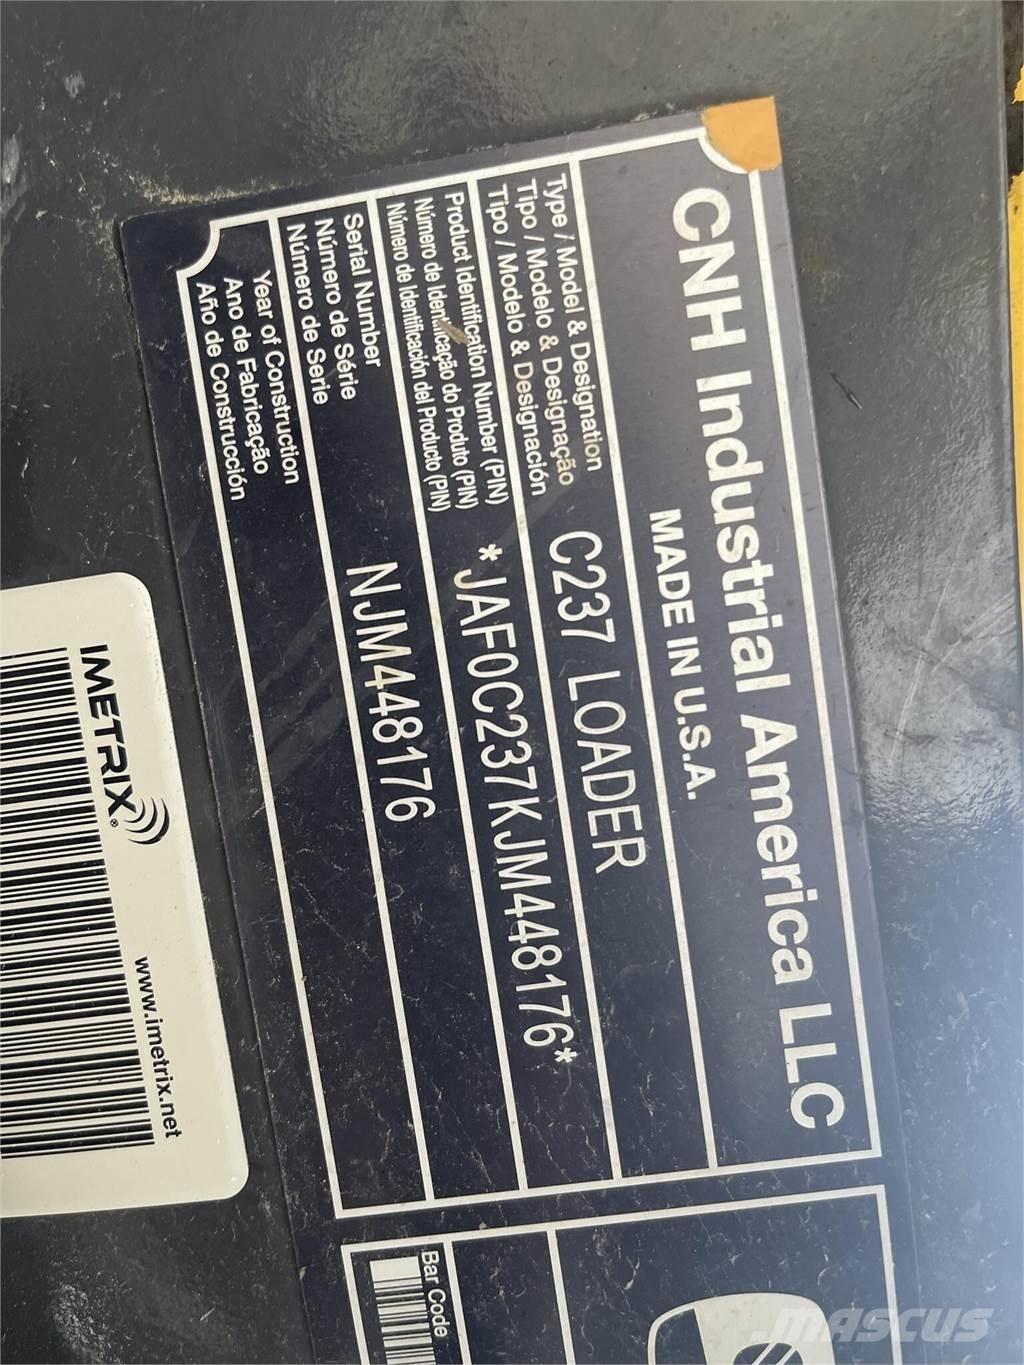 CNH Industrial America LLC
MADE IN U.S.A.
Type / Model & Designation
Tipo / Modelo & Designação
Tipo / Modelo & Designación
C237 LOADER
Product Identification Number (PIN)
Número de Identificação do Produto (PIN)
Número de Identificación del Producto (PIN)
*JAF0C237KJM448176*
Serial Number
Número de Série
Número de Serie
NJM448176
Year of Construction
Ano de Fabricação
Año de Construcción
IMETRIX®
www.imetrix.net
Bar Code
MASCUS